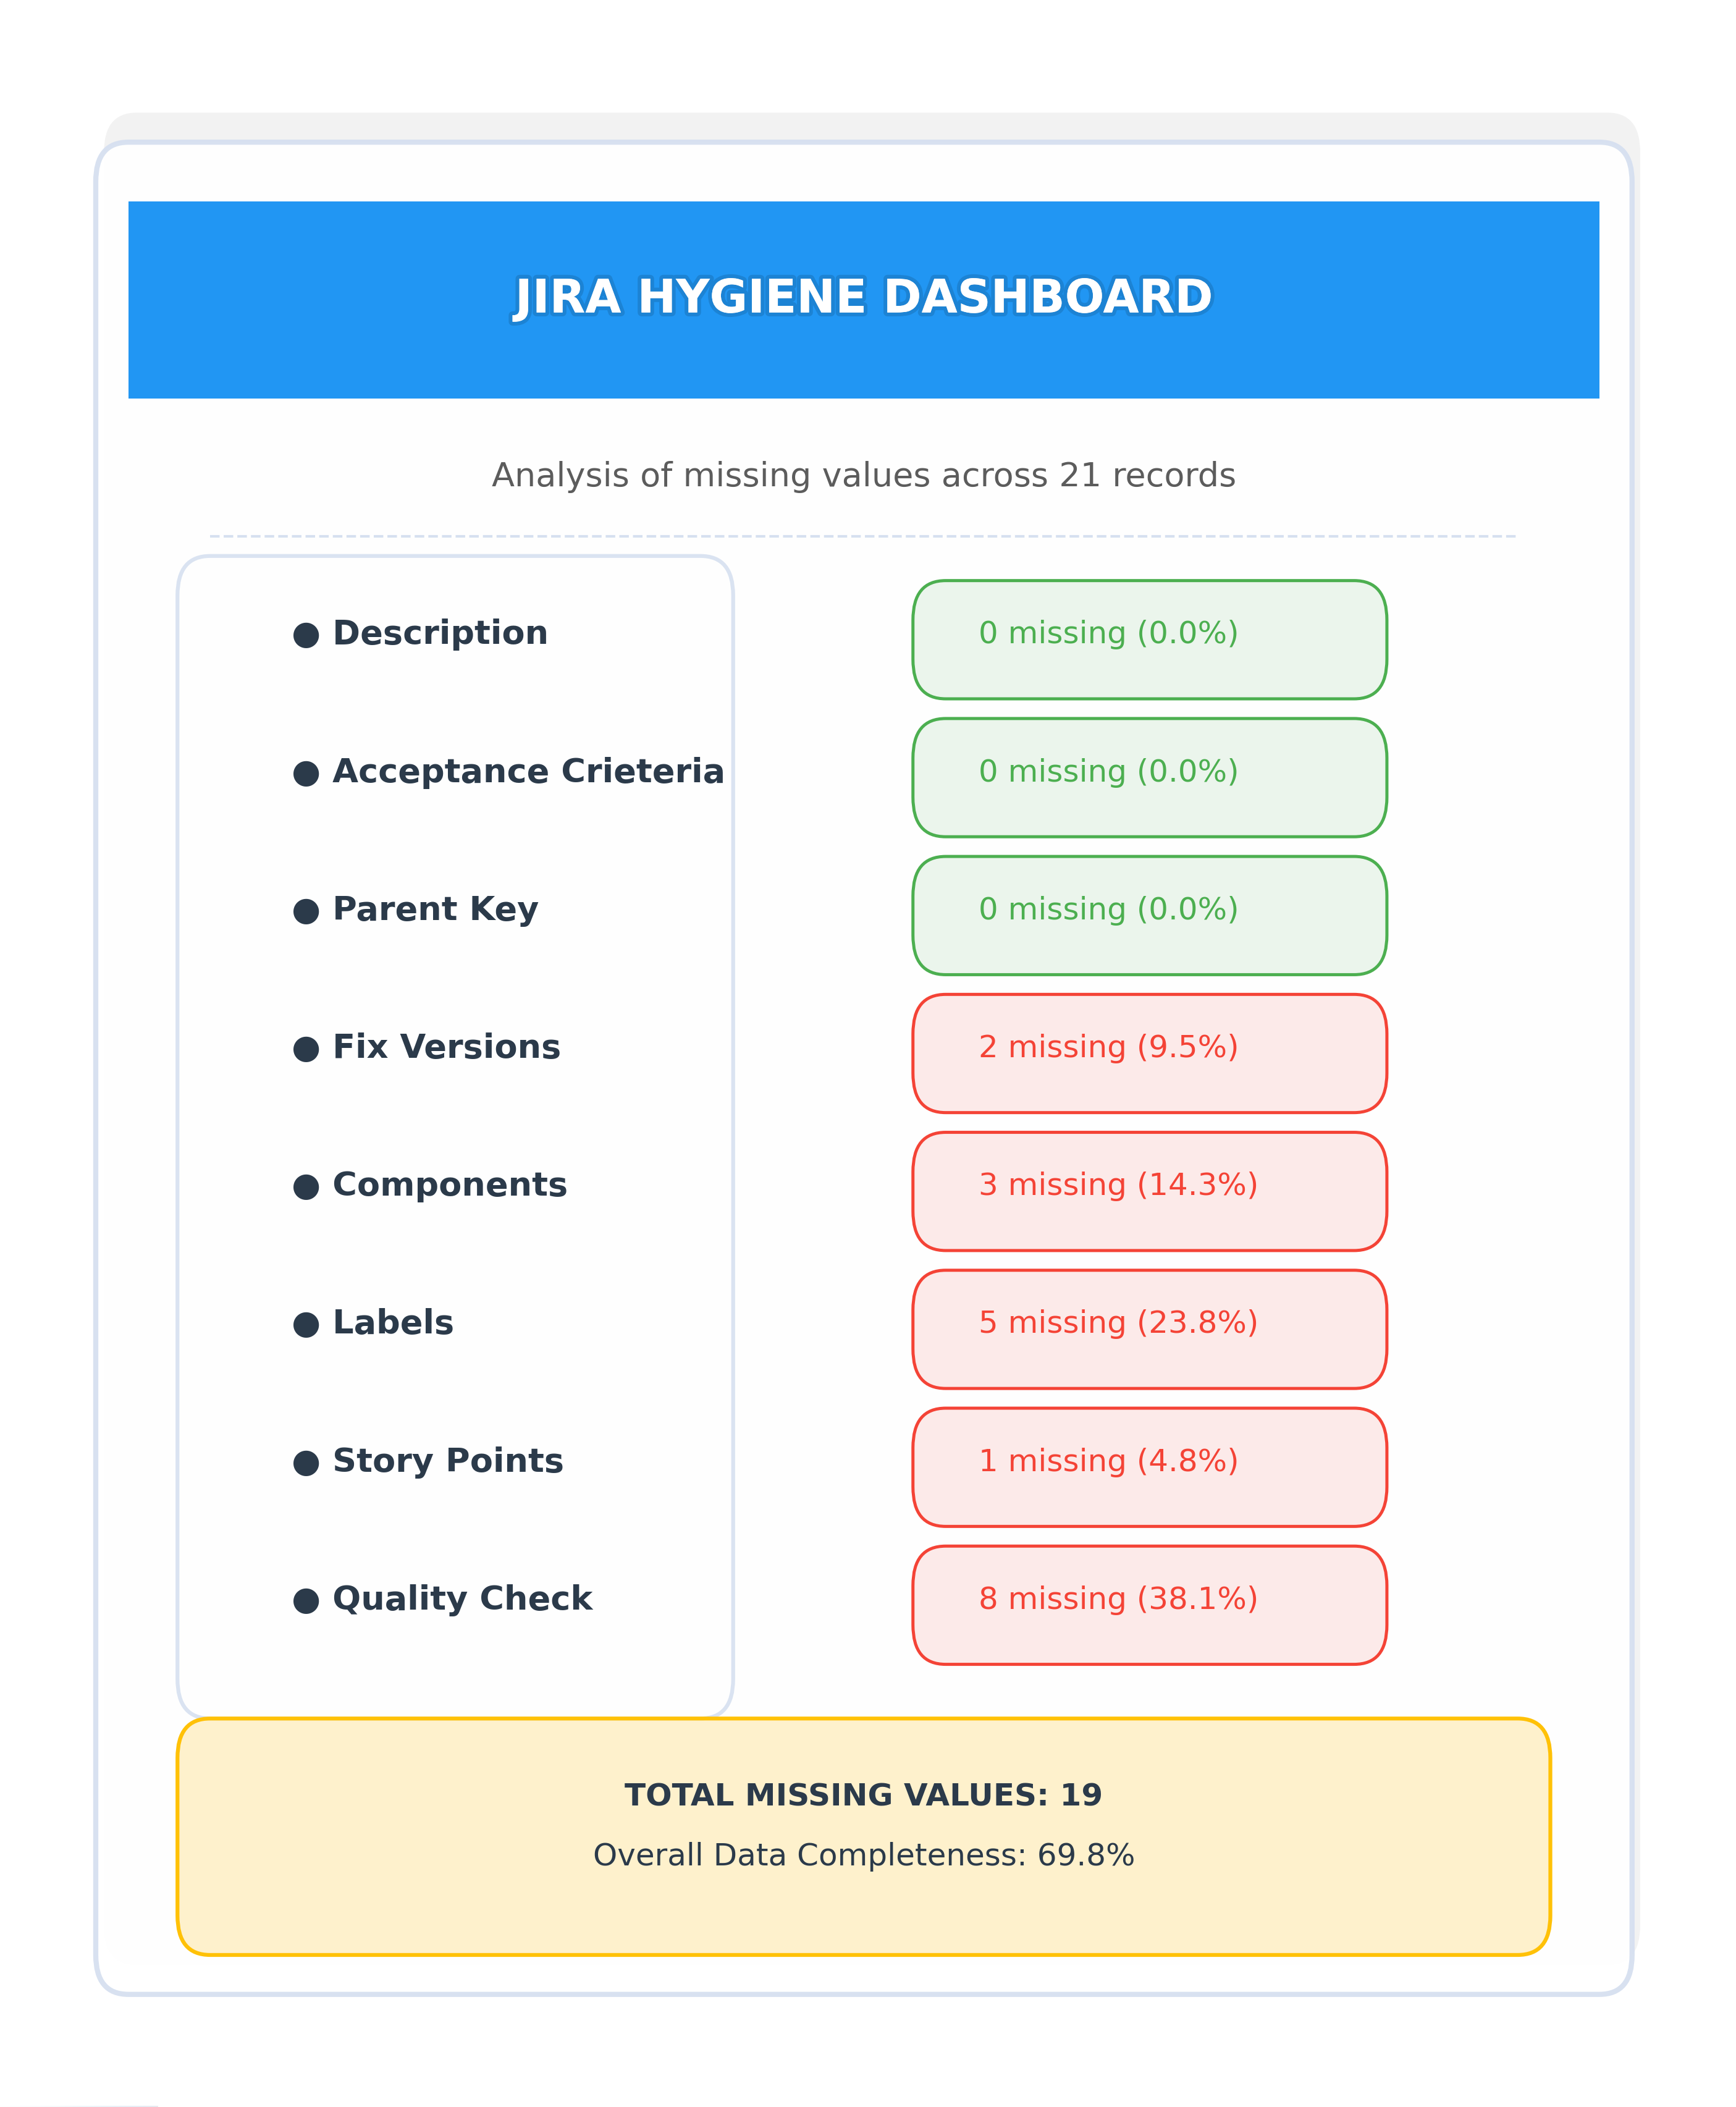 JIRA HYGIENE DASHBOARD
Analysis of missing values across 21 records
● Description 0 missing (0.0%)
● Acceptance Crieteria 0 missing (0.0%)
● Parent Key 0 missing (0.0%)
● Fix Versions 2 missing (9.5%)
● Components 3 missing (14.3%)
● Labels 5 missing (23.8%)
● Story Points 1 missing (4.8%)
● Quality Check 8 missing (38.1%)
TOTAL MISSING VALUES: 19
Overall Data Completeness: 69.8%